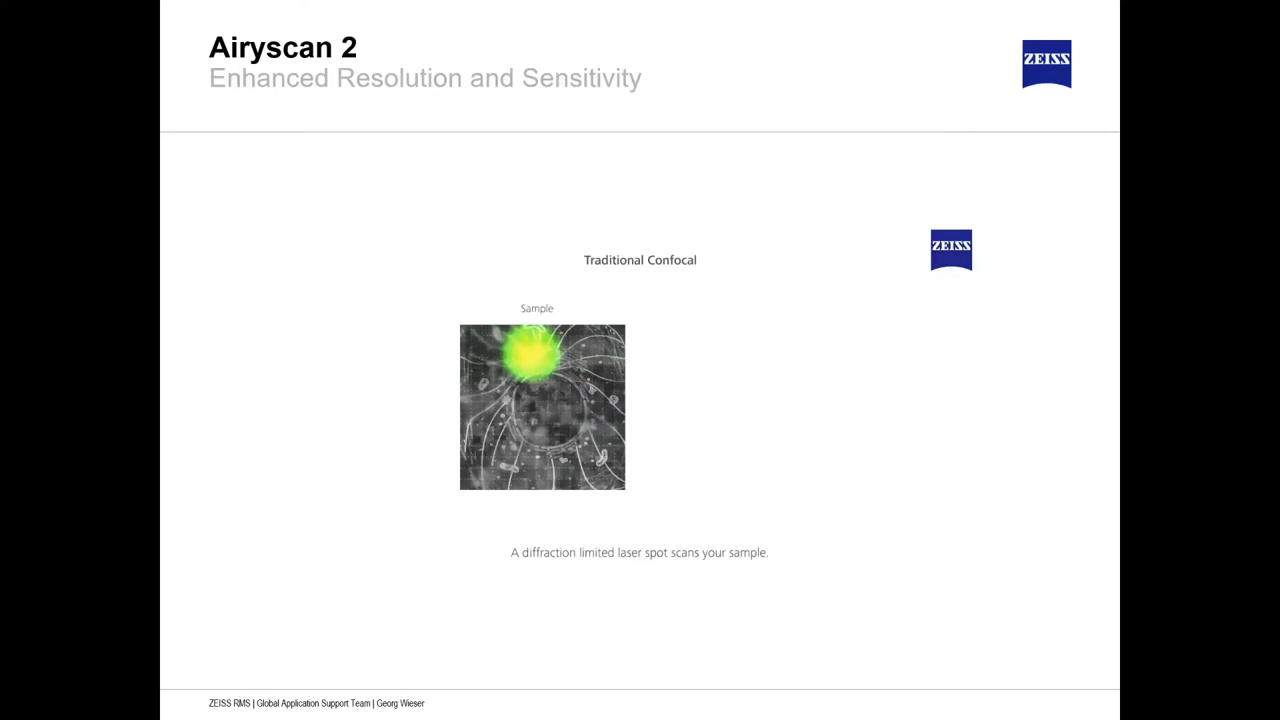 Airyscan 2
Enhanced Resolution and Sensitivity
ZEISS
ZEISS
Traditional Confocal
Sample
A diffraction limited laser spot scans your sample.
ZEISS RMS | Global Application Support Team | Georg Wieser